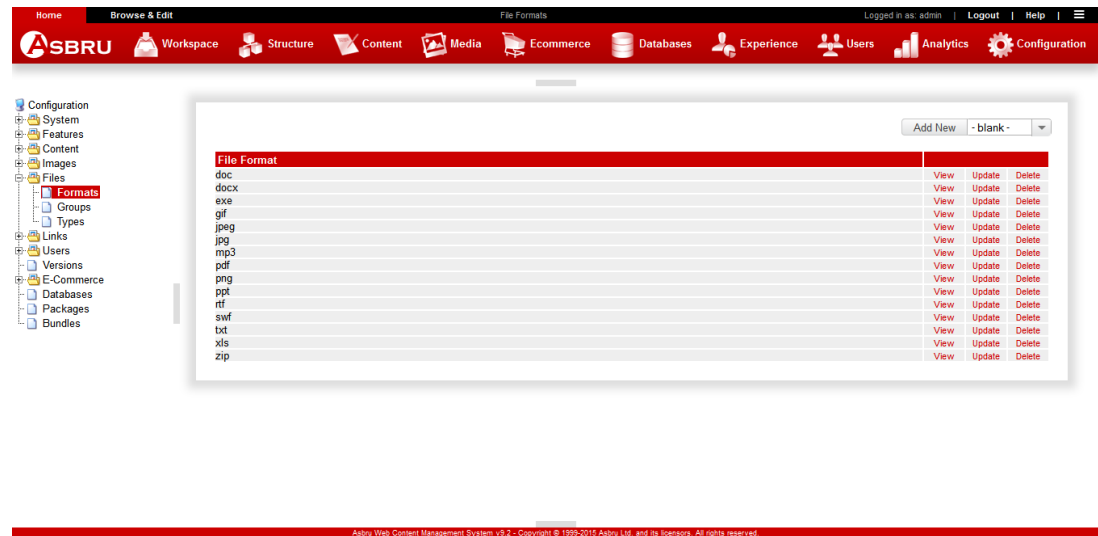 Home Browse & Edit File Formats Logged in as: admin | Logout | Help |
ASBRU Workspace Structure Content Media Ecommerce Databases Experience Users Analytics Configuration
Configuration
System
Features
Content
Images
Files
Formats
Groups
Types
Links
Users
Versions
E-Commerce
Databases
Packages
Bundles
Add New - blank -
File Format
doc View Update Delete
docx View Update Delete
exe View Update Delete
gif View Update Delete
jpeg View Update Delete
jpg View Update Delete
mp3 View Update Delete
pdf View Update Delete
png View Update Delete
ppt View Update Delete
rtf View Update Delete
swf View Update Delete
txt View Update Delete
xls View Update Delete
zip View Update Delete
Asbru Web Content Management System v9.2 - Copyright © 1999-2015 Asbru Ltd. and its licensors. All rights reserved.